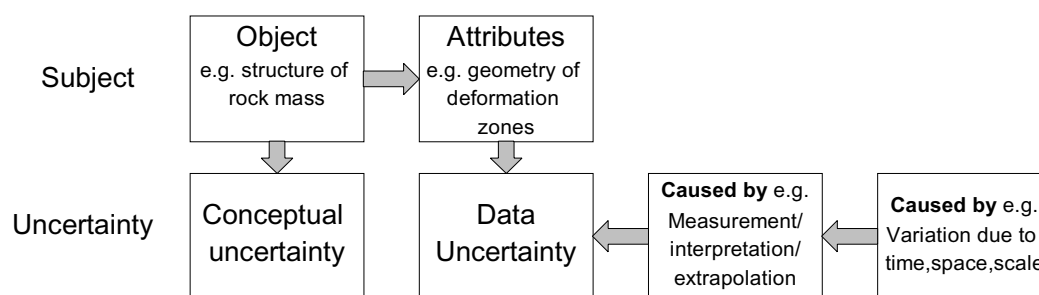 Subject
Object
e.g. structure of
rock mass
Attributes
e.g. geometry of
deformation
zones
Uncertainty
Conceptual
uncertainty
Data
Uncertainty
Caused by e.g.
Measurement/
interpretation/
extrapolation
Caused by e.g.
Variation due to
time,space,scale